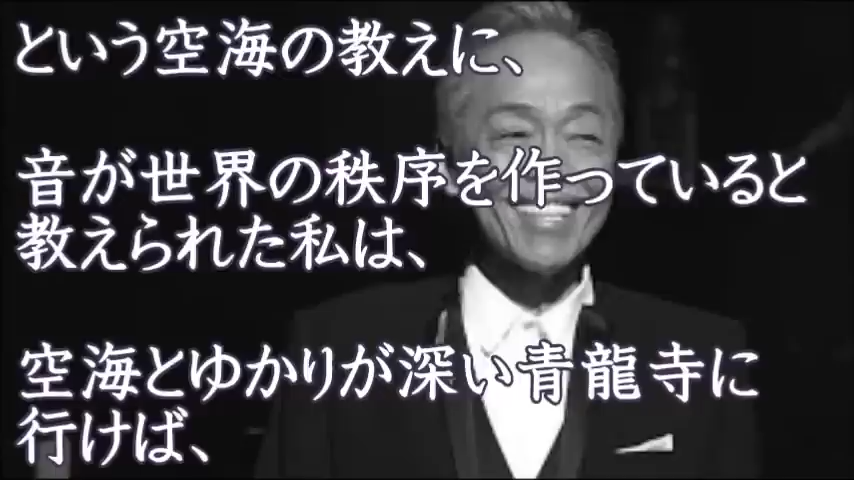 という空海の教えに、
音が世界の秩序を作っていると
教えられた私は、
空海とゆかりが深い青龍寺に
行けば、